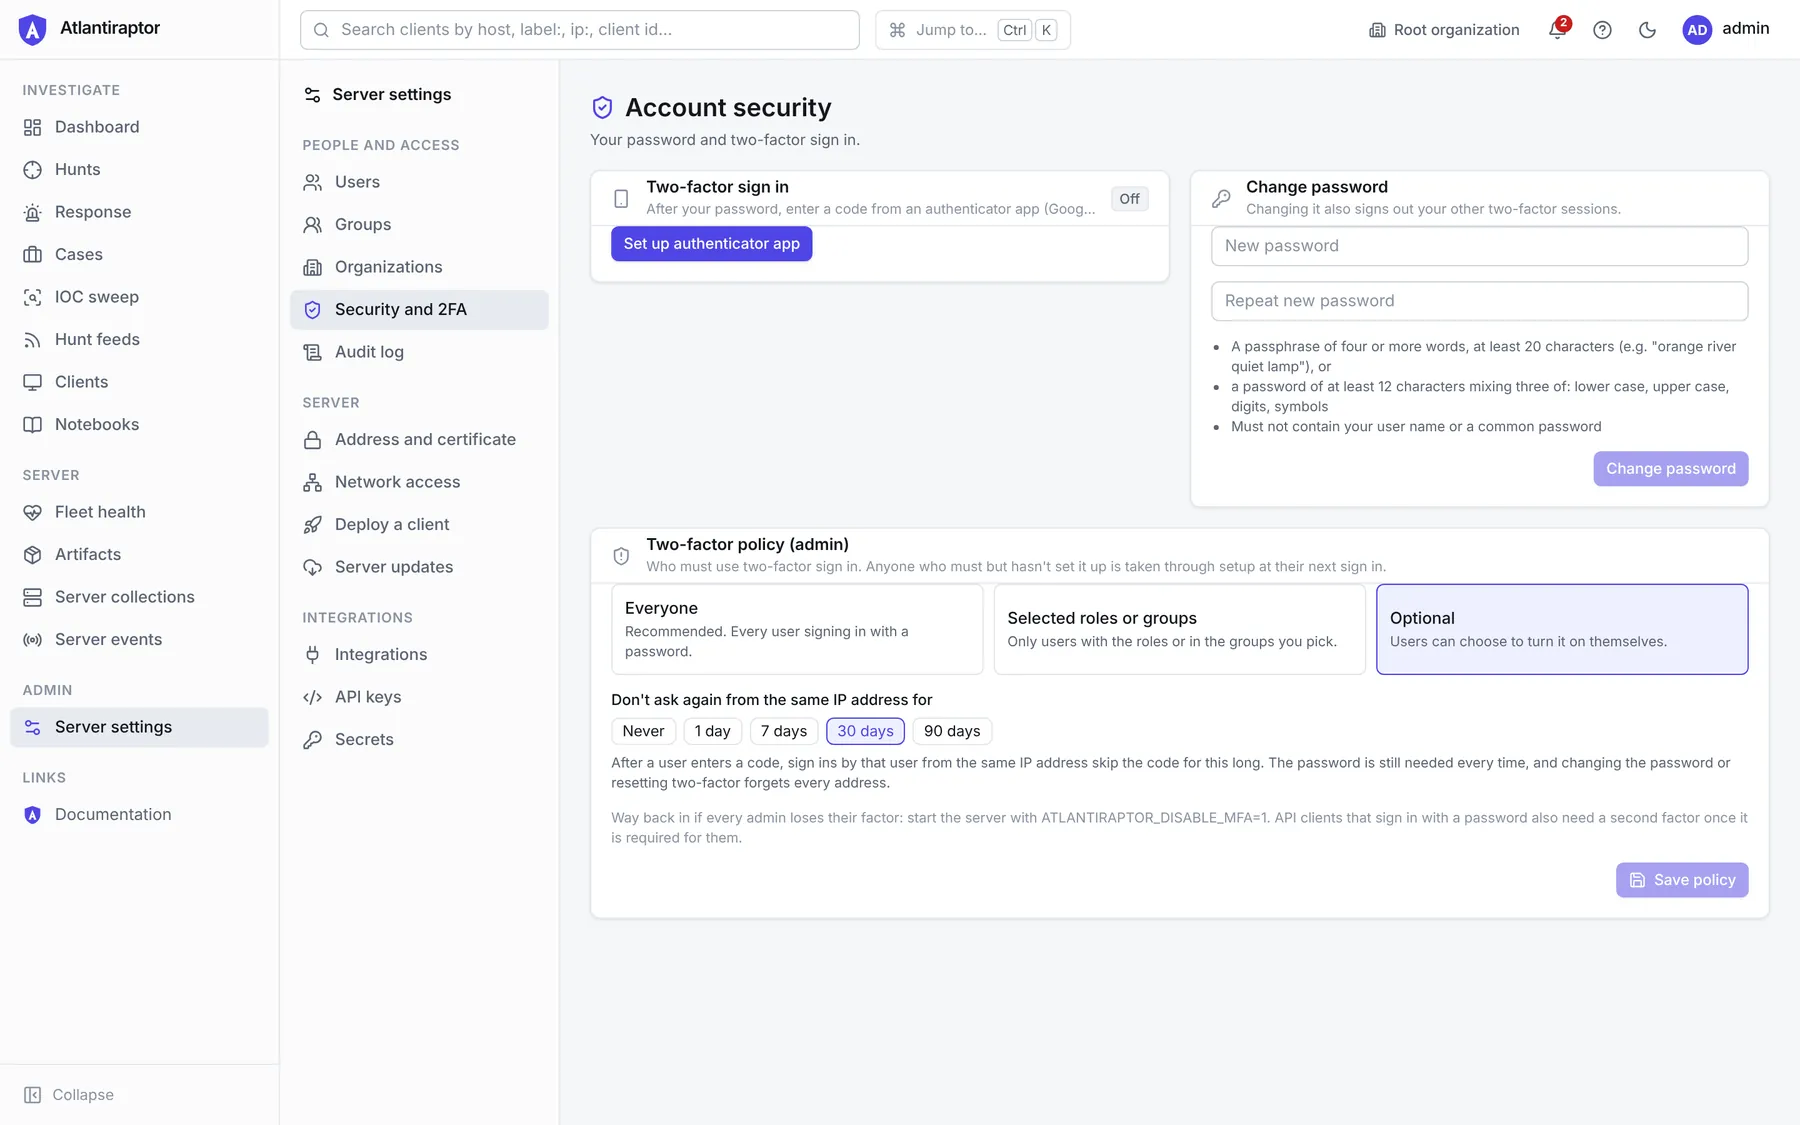 Atlantiraptor
Search clients by host, label:, ip:, client id...
Jump to... Ctrl K
Root organization
2
AD admin
INVESTIGATE
Dashboard
Hunts
Response
Cases
IOC sweep
Hunt feeds
Clients
Notebooks
SERVER
Fleet health
Artifacts
Server collections
Server events
ADMIN
Server settings
LINKS
Documentation
Collapse
Server settings
PEOPLE AND ACCESS
Users
Groups
Organizations
Security and 2FA
Audit log
SERVER
Address and certificate
Network access
Deploy a client
Server updates
INTEGRATIONS
Integrations
API keys
Secrets
Account security
Your password and two-factor sign in.
Two-factor sign in
After your password, enter a code from an authenticator app (Goog...
Off
Set up authenticator app
Change password
Changing it also signs out your other two-factor sessions.
New password
Repeat new password
• A passphrase of four or more words, at least 20 characters (e.g. "orange river
quiet lamp"), or
• a password of at least 12 characters mixing three of: lower case, upper case,
digits, symbols
• Must not contain your user name or a common password
Change password
Two-factor policy (admin)
Who must use two-factor sign in. Anyone who must but hasn't set it up is taken through setup at their next sign in.
Everyone
Recommended. Every user signing in with a
password.
Selected roles or groups
Only users with the roles or in the groups you pick.
Optional
Users can choose to turn it on themselves.
Don't ask again from the same IP address for
Never 1 day 7 days 30 days 90 days
After a user enters a code, sign ins by that user from the same IP address skip the code for this long. The password is still needed every time, and changing the password or
resetting two-factor forgets every address.
Way back in if every admin loses their factor: start the server with ATLANTIRAPTOR_DISABLE_MFA=1. API clients that sign in with a password also need a second factor once it
is required for them.
Save policy